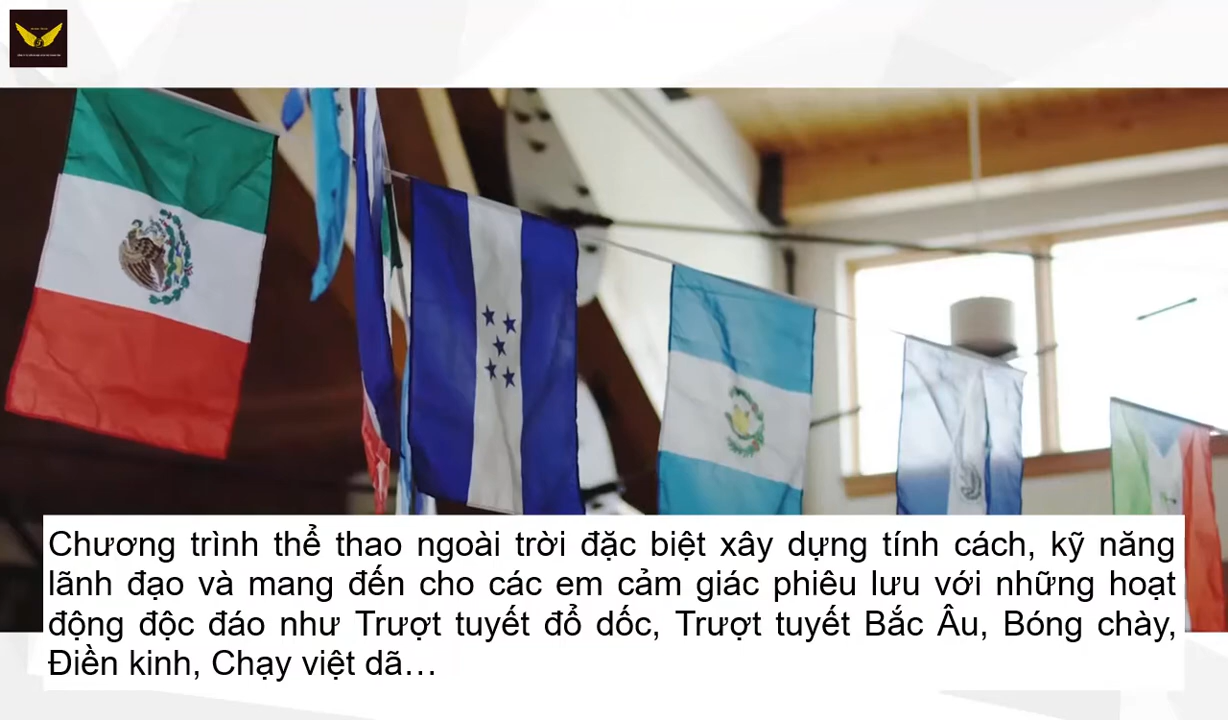 Chương trình thể thao ngoài trời đặc biệt xây dựng tính cách, kỹ năng
lãnh đạo và mang đến cho các em cảm giác phiêu lưu với những hoạt
động độc đáo như Trượt tuyết đổ dốc, Trượt tuyết Bắc Âu, Bóng chày,
Điền kinh, Chạy việt dã…